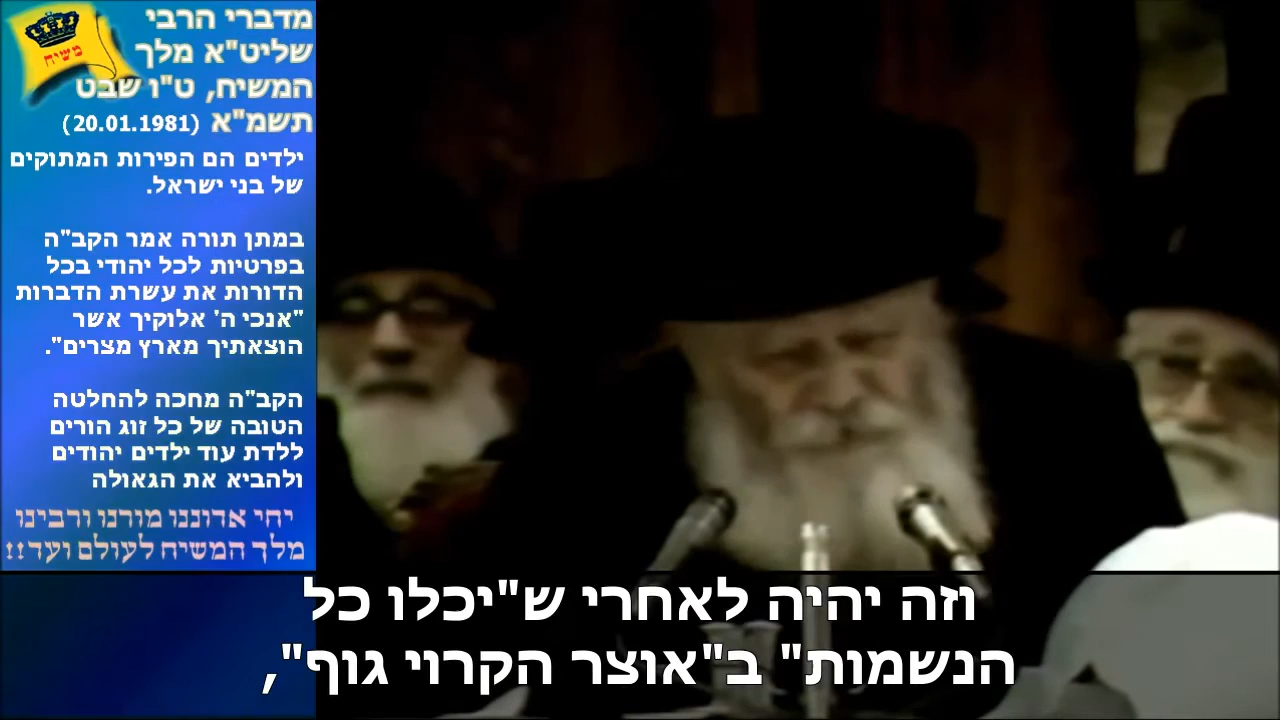 משיח
מדברי הרבי
שליט"א מלך
המשיח, ט"ו שבט
תשמ"א (20.01.1981)
ילדים הם הפירות המתוקים
של בני ישראל.
במתן תורה אמר הקב"ה
בפרטיות לכל יהודי בכל
הדורות את עשרת הדברות
"אנכי ה' אלוקיך אשר
הוצאתיך מארץ מצרים".
הקב"ה מחכה להחלטה
הטובה של כל זוג הורים
ללדת עוד ילדים יהודים
ולהביא את הגאולה
יחי אדוננו מורנו ורבינו
מלך המשיח לעולם ועד!!
וזה יהיה לאחרי ש"יכלו כל
הנשמות" ב"אוצר הקרוי גוף",